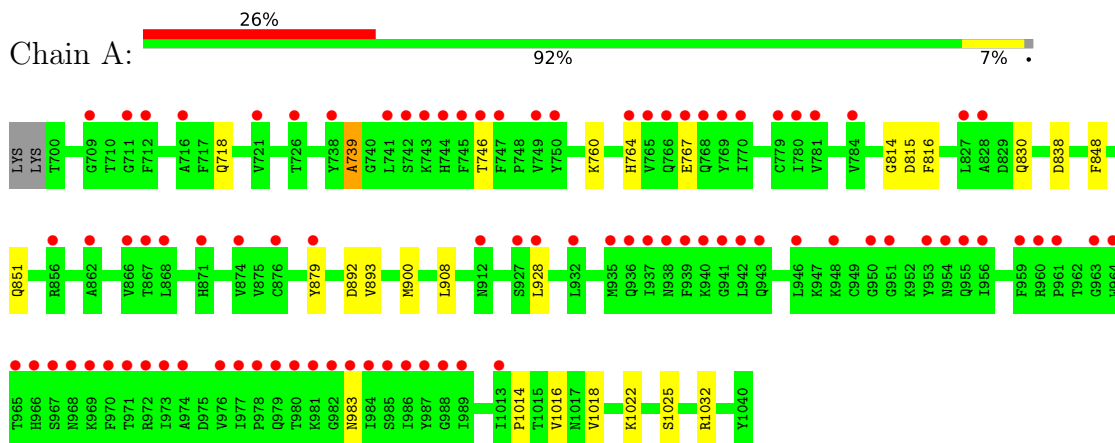 26%
Chain A:
92% 7% •
LYS LYS T700 G709 T710 G711 F712 A716 F717 Q718 V721 T726 Y738 A739 G740 L741 S742 K743 H744 F745 T746 F747 P748 V749 Y750 K760 H764 V765 Q766 E767 Q768 Y769 I770 C779 I780 V781 V784 G814 D815 F816 L827 A828 D829 Q830 D838 F848
Q851 R856 A862 V866 T867 L868 H871 V874 V875 C876 Y879 D892 V893 M900 L908 N912 S927 L928 L932 M935 Q936 I937 N938 F939 K940 G941 L942 Q943 L946 K947 K948 C949 G950 G951 K952 Y953 N954 Q955 I956 F959 R960 P961 T962 G963 W964
T965 H966 S967 N968 K969 F970 T971 R972 I973 A974 D975 V976 I977 P978 Q979 T980 K981 G982 N983 I984 S985 I986 Y987 G988 I989 I1013 P1014 T1015 V1016 N1017 V1018 K1022 S1025 R1032 Y1040